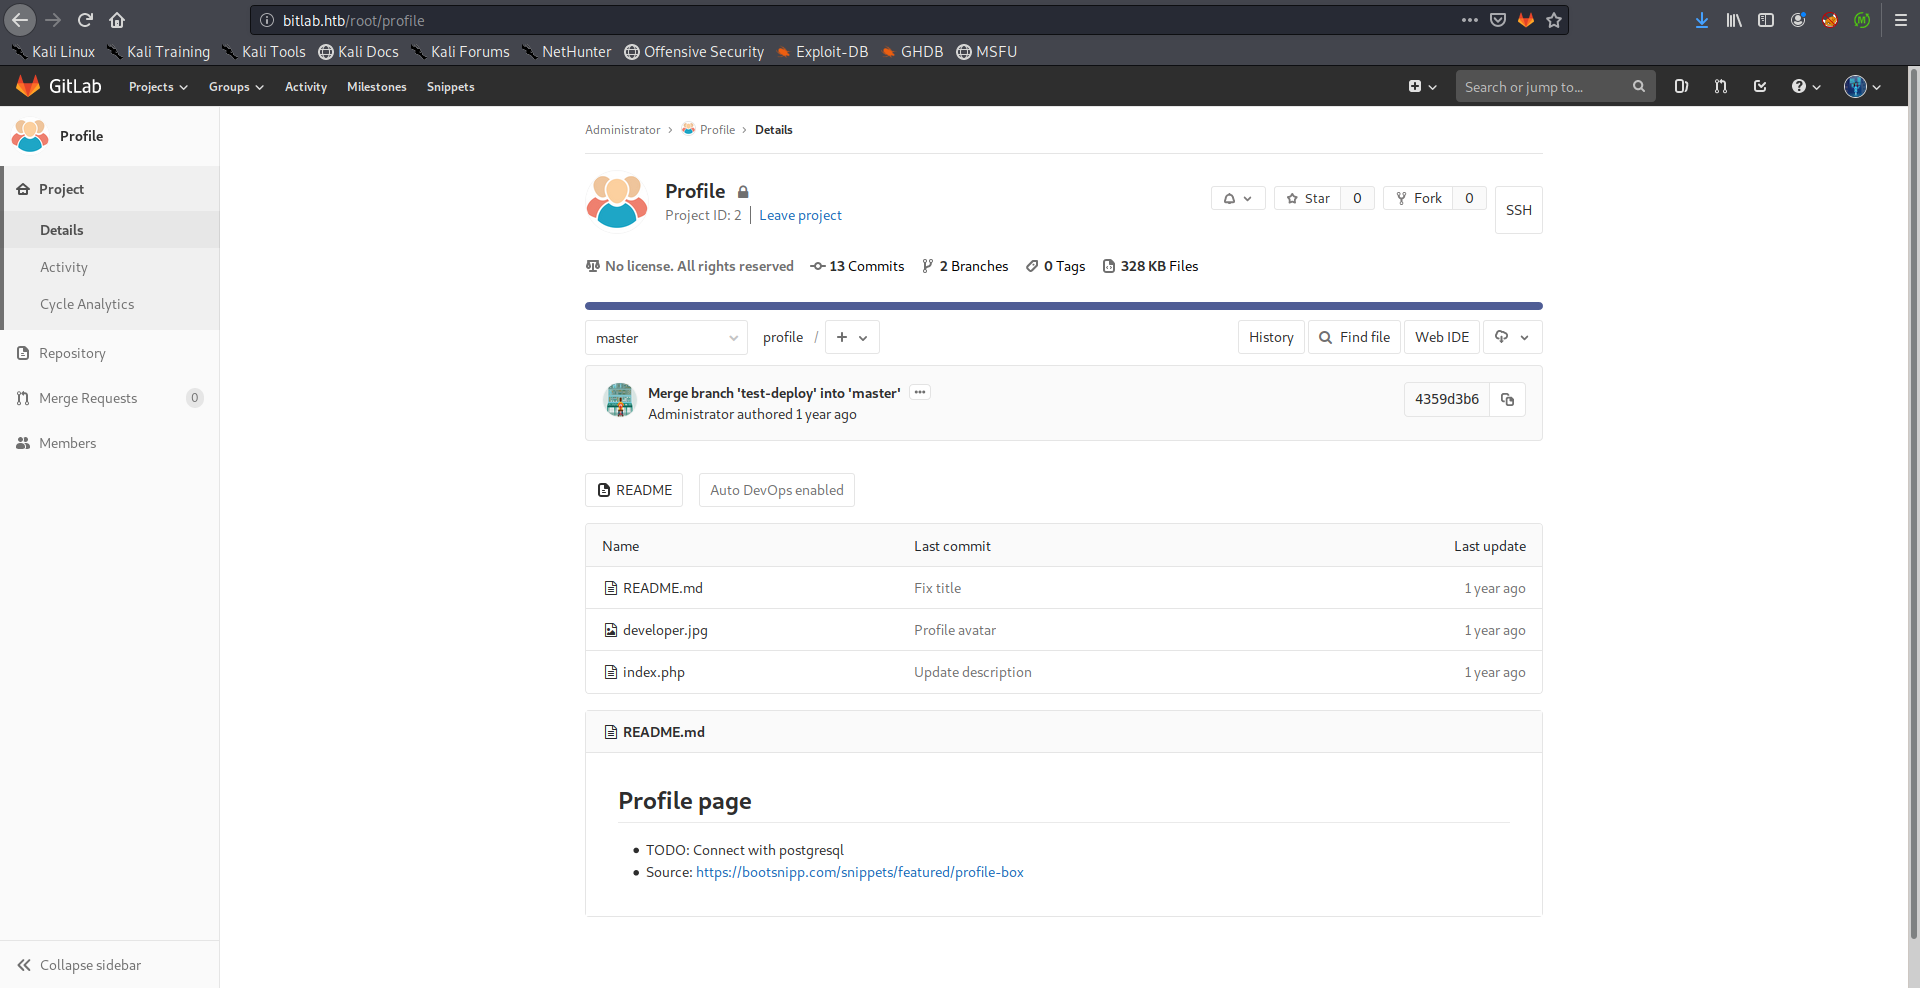 bitlab.htb/root/profile
Kali Linux Kali Training Kali Tools Kali Docs Kali Forums NetHunter Offensive Security Exploit-DB GHDB MSFU
GitLab Projects Groups Activity Milestones Snippets Search or jump to...
Profile
Project
Details
Activity
Cycle Analytics
Repository
Merge Requests 0
Members
Collapse sidebar
Administrator › Profile › Details
Profile
Project ID: 2 Leave project
Star 0 Fork 0 SSH
No license. All rights reserved 13 Commits 2 Branches 0 Tags 328 KB Files
master profile / + History Find file Web IDE
Merge branch 'test-deploy' into 'master' ...
Administrator authored 1 year ago
4359d3b6
README Auto DevOps enabled
Name Last commit Last update
README.md Fix title 1 year ago
developer.jpg Profile avatar 1 year ago
index.php Update description 1 year ago
README.md
Profile page
• TODO: Connect with postgresql
• Source: https://bootsnipp.com/snippets/featured/profile-box